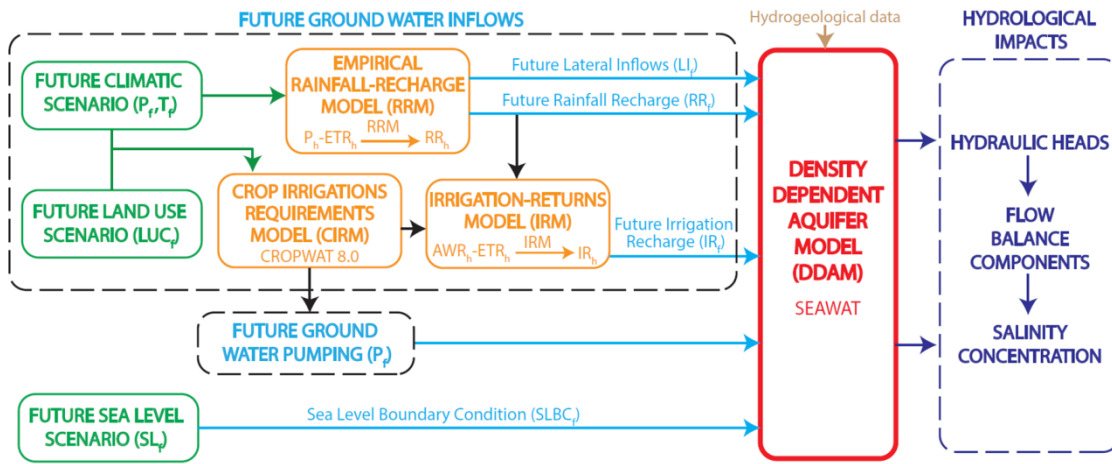 FUTURE GROUND WATER INFLOWS
FUTURE CLIMATIC
SCENARIO (Pf,Tf)
FUTURE LAND USE
SCENARIO (LUCf)
EMPIRICAL
RAINFALL-RECHARGE
MODEL (RRM)
RRM
Ph-ETRh → RRh
CROP IRRIGATIONS
REQUIREMENTS
MODEL (CIRM)
CROPWAT 8.0
IRRIGATION-RETURNS
MODEL (IRM)
IRM
AWRh-ETRh → IRh
Future Lateral Inflows (LIf)
Future Rainfall Recharge (RRf)
Future Irrigation
Recharge (IRf)
FUTURE GROUND
WATER PUMPING (Pf)
FUTURE SEA LEVEL
SCENARIO (SLf)
Sea Level Boundary Condition (SLBCf)
Hydrogeological data
DENSITY
DEPENDENT
AQUIFER
MODEL
(DDAM)
SEAWAT
HYDROLOGICAL
IMPACTS
HYDRAULIC HEADS
FLOW
BALANCE
COMPONENTS
SALINITY
CONCENTRATION